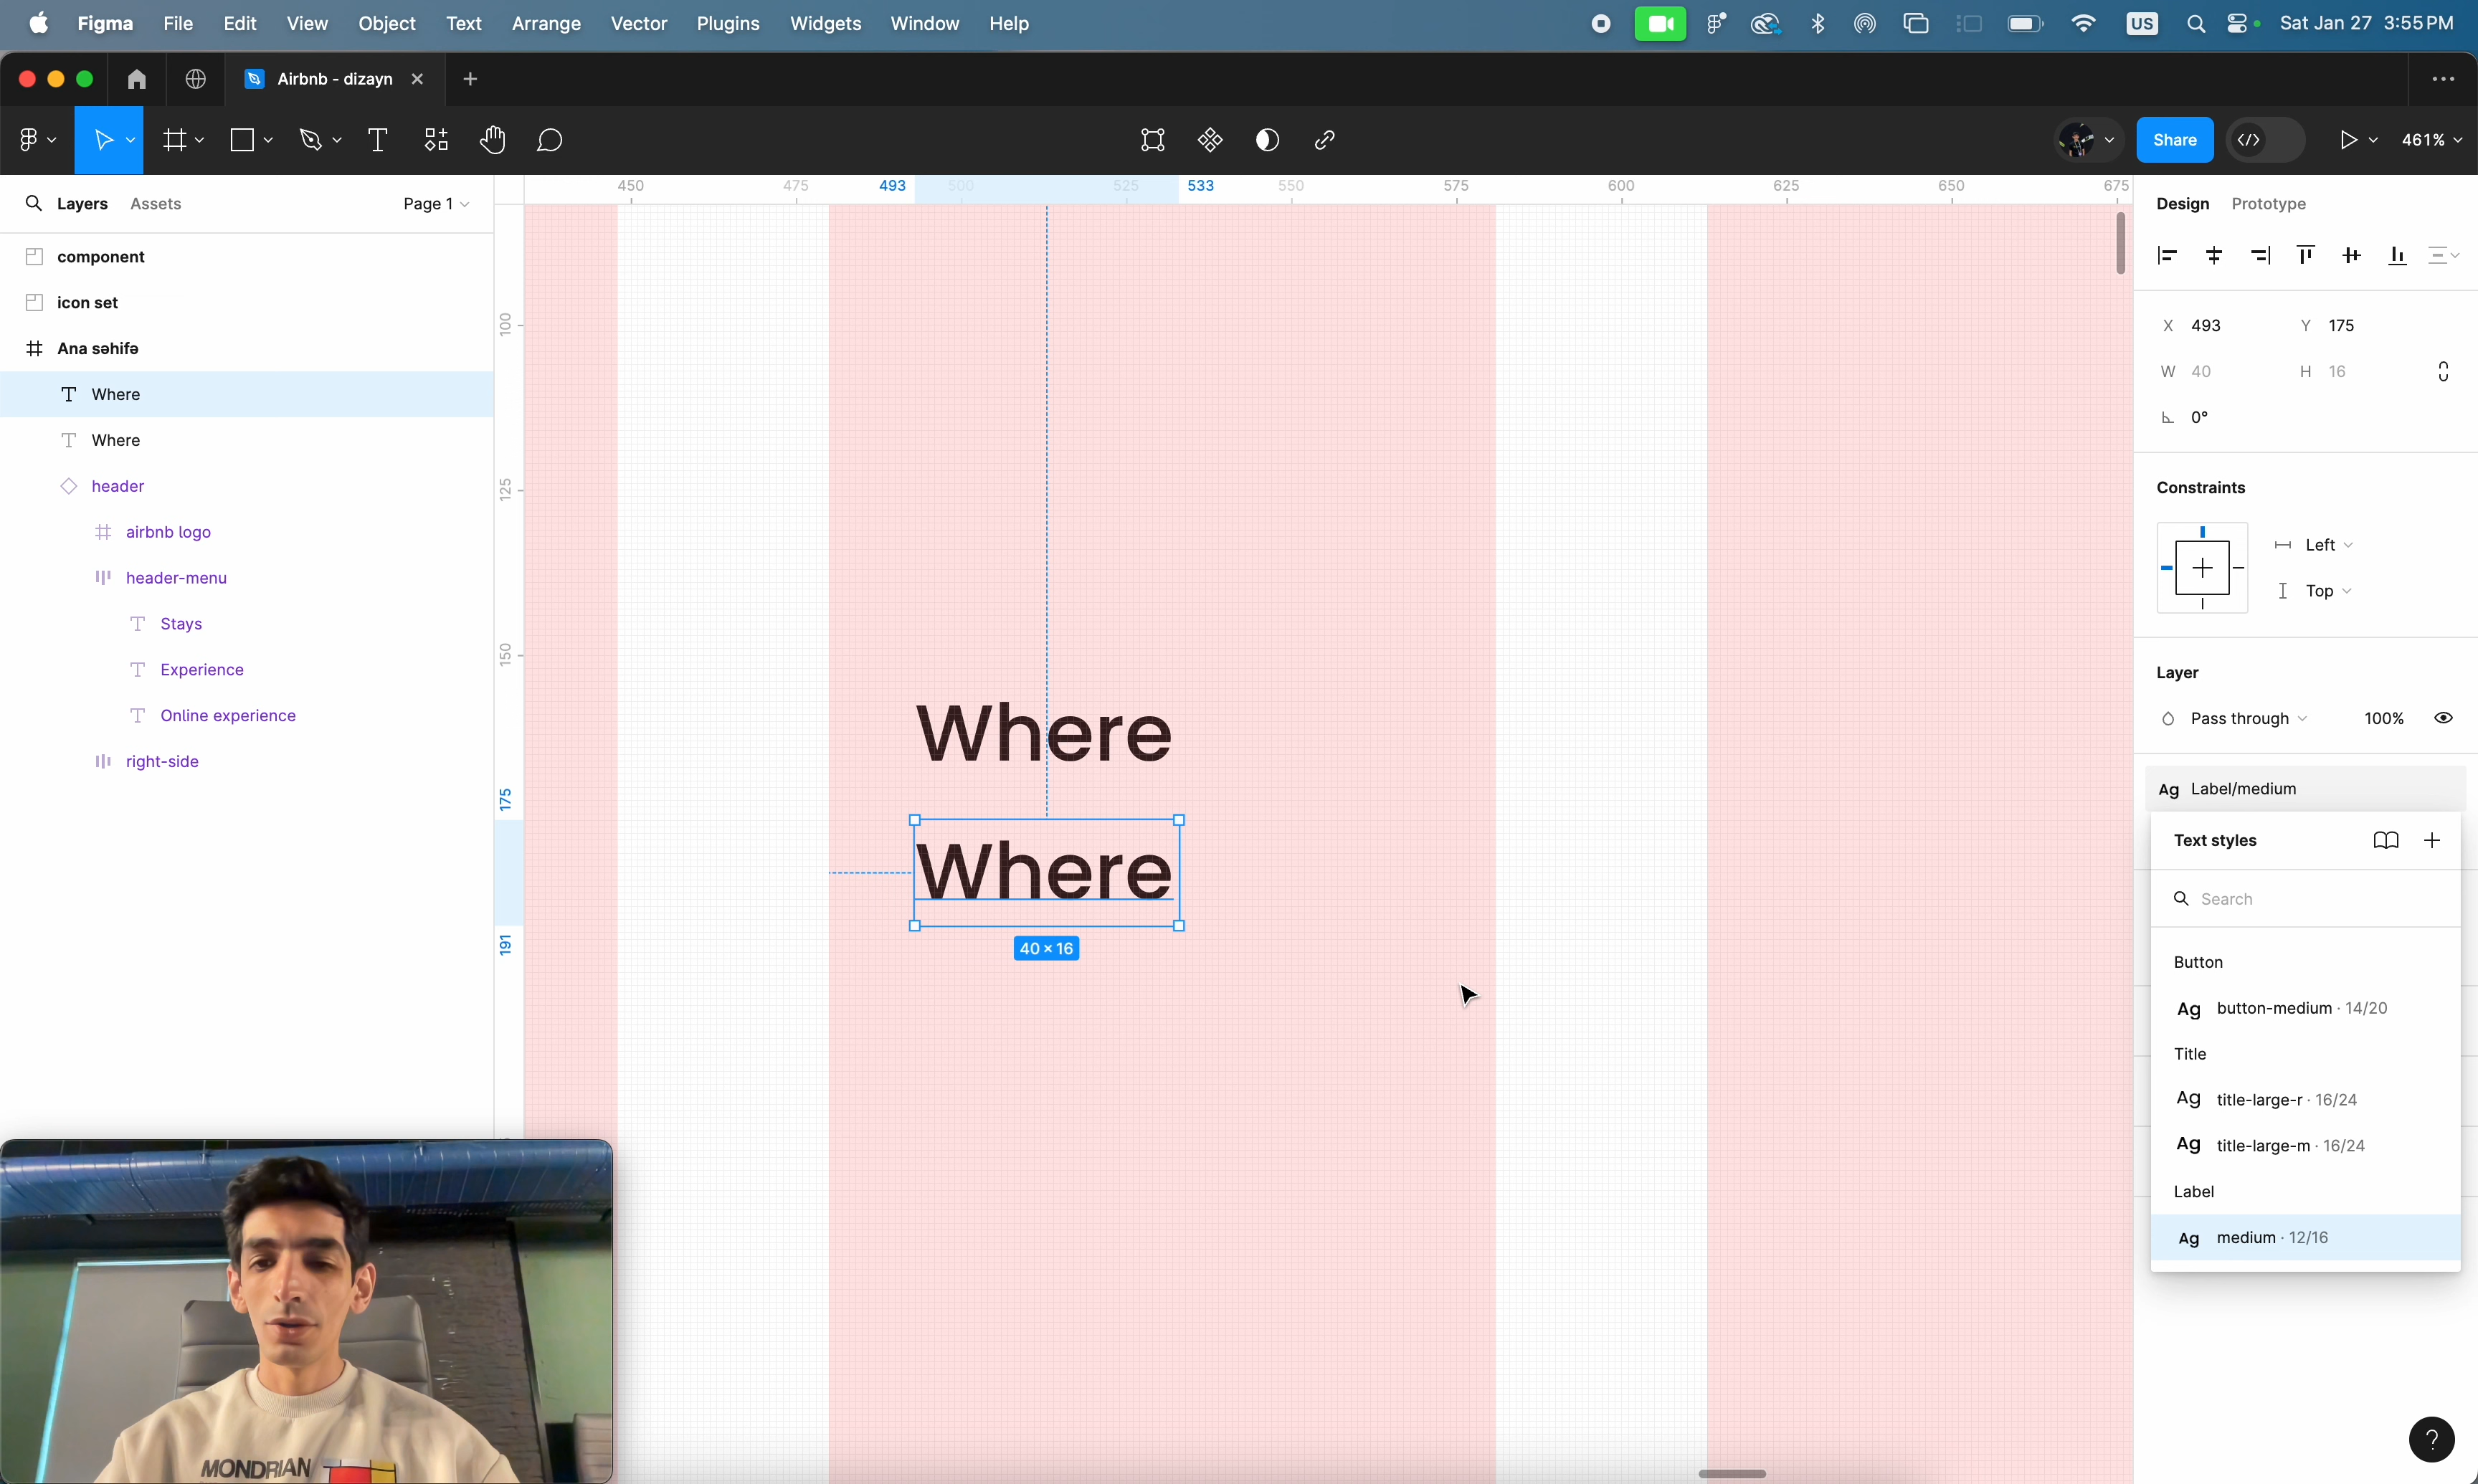 Figma File Edit View Object Text Arrange Vector Plugins Widgets Window Help US Sat Jan 27 3:55 PM
Airbnb - dizayn
Share 461%
Layers Assets Page 1
component
icon set
Ana səhifə
Where
Where
header
airbnb logo
header-menu
Stays
Experience
Online experience
right-side
450 475 493 500 525 533 550 575 600 625 650 675
100
125
150
175
191
Where
Where
40 × 16
Design Prototype
X 493 Y 175
W 40 H 16
0°
Constraints
Left
Top
Layer
Pass through 100%
Ag Label/medium
Text styles
Search
Button
Ag button-medium · 14/20
Title
Ag title-large-r · 16/24
Ag title-large-m · 16/24
Label
Ag medium · 12/16
?
MONDRIAN